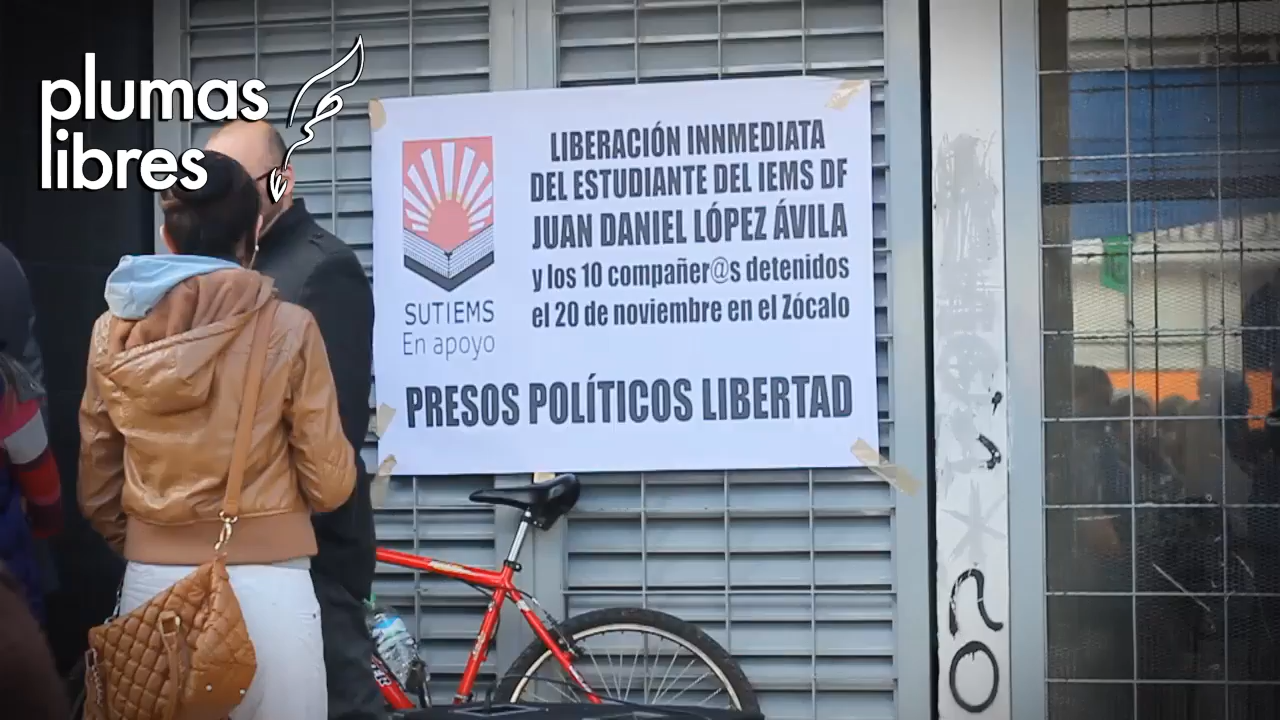 plumas
libres
LIBERACIÓN INNMEDIATA
DEL ESTUDIANTE DEL IEMS DF
JUAN DANIEL LÓPEZ ÁVILA
y los 10 compañer@s detenidos
el 20 de noviembre en el Zócalo
SUTIEMS
En apoyo
PRESOS POLÍTICOS LIBERTAD